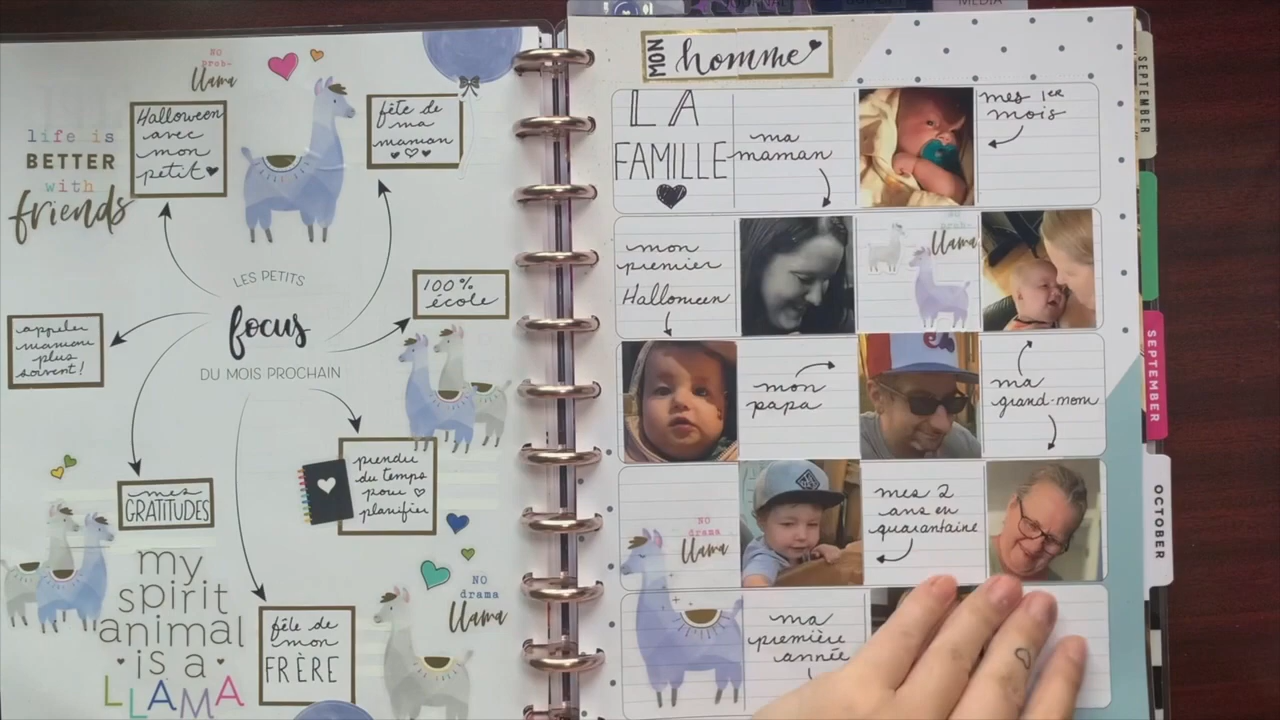 MEDIA
NO
prob-
llama
life is
BETTER
with
friends
Halloween
avec
mon
petit
fête de
ma
maman
LES PETITS
focus
DU MOIS PROCHAIN
100%
école
appeler
maman
plus
souvent!
mes
GRATITUDES
prendu
du temps
pour
planifier
my
spirit
animal
is a
LLAMA
fête de
mon
FRÈRE
NO
drama
llama
MON homme
LA
FAMILLE
ma
maman
mes 1er
mois
mon
premier
Halloween
NO
prob-
llama
mon
papa
ma
grand-mom
NO
drama
llama
mes 2
ans en
quarantaine
ma
première
année
SEPTEMBER
SEPTEMBER
OCTOBER